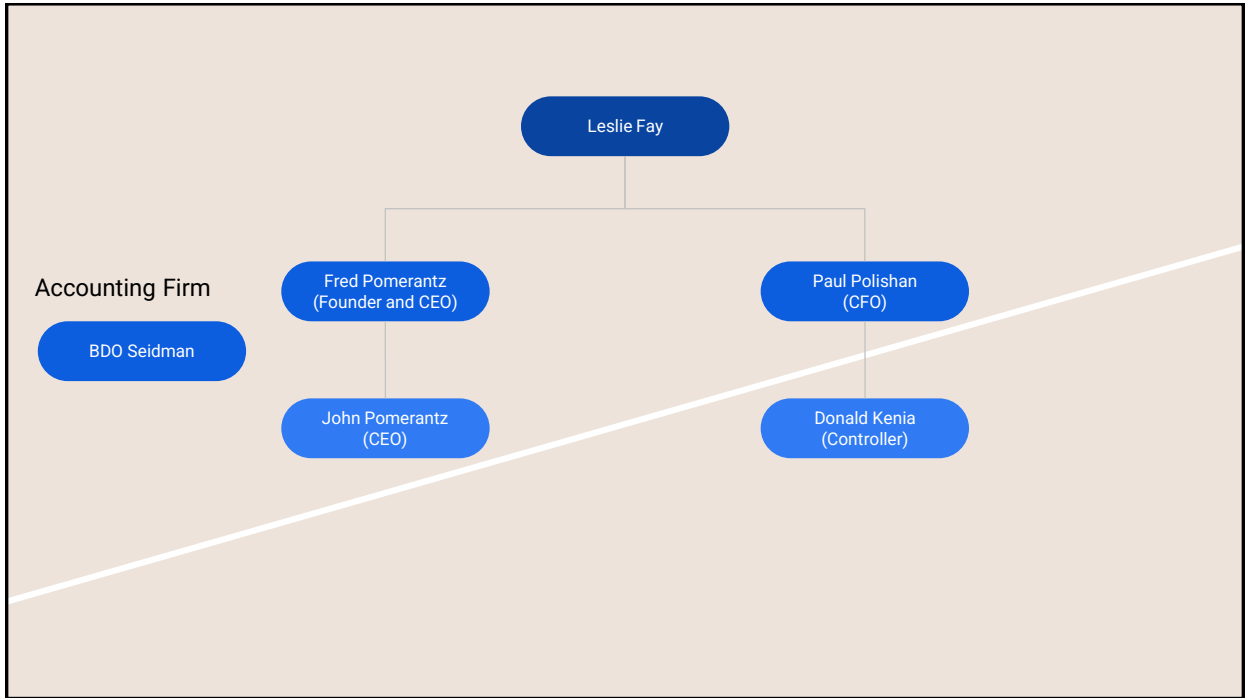 Leslie Fay
Accounting Firm
BDO Seidman
Fred Pomerantz
(Founder and CEO)
John Pomerantz
(CEO)
Paul Polishan
(CFO)
Donald Kenia
(Controller)